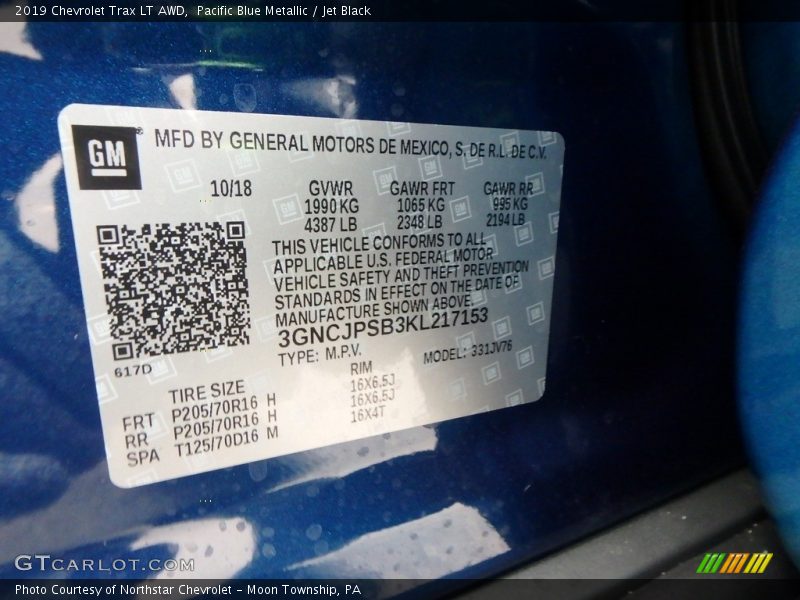 2019 Chevrolet Trax LT AWD, Pacific Blue Metallic / Jet Black
GM
MFD BY GENERAL MOTORS DE MEXICO, S. DE R.L. DE C.V.
10/18 GVWR GAWR FRT GAWR RR
1990 KG 1065 KG 995 KG
4387 LB 2348 LB 2194 LB
THIS VEHICLE CONFORMS TO ALL
APPLICABLE U.S. FEDERAL MOTOR
VEHICLE SAFETY AND THEFT PREVENTION
STANDARDS IN EFFECT ON THE DATE OF
MANUFACTURE SHOWN ABOVE.
3GNCJPSB3KL217153
617D TYPE: M.P.V. MODEL: 331JV76
TIRE SIZE RIM
FRT P205/70R16 H 16X6.5J
RR P205/70R16 H 16X6.5J
SPA T125/70D16 M 16X4T
GTCARLOT.COM
Photo Courtesy of Northstar Chevrolet - Moon Township, PA